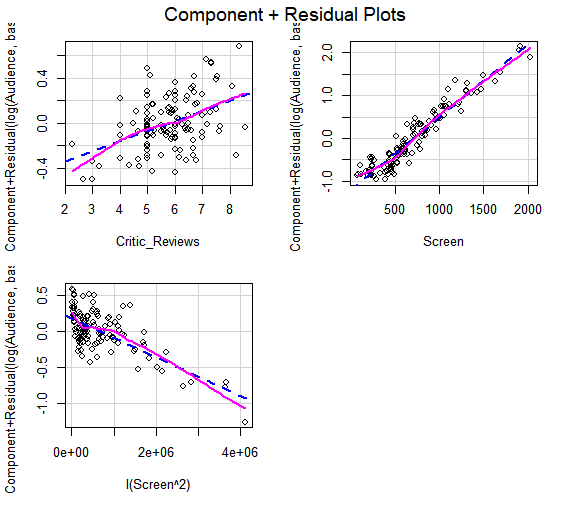 Component + Residual Plots
Component+Residual(log(Audience, bas
0.4
0.0
-0.4
2 3 4 5 6 7 8
Critic_Reviews
Component+Residual(log(Audience, bas
2.0
1.0
0.0
-1.0
500 1000 1500 2000
Screen
Component+Residual(log(Audience, bas
0.5
0.0
-0.5
-1.0
0e+00 2e+06 4e+06
I(Screen^2)